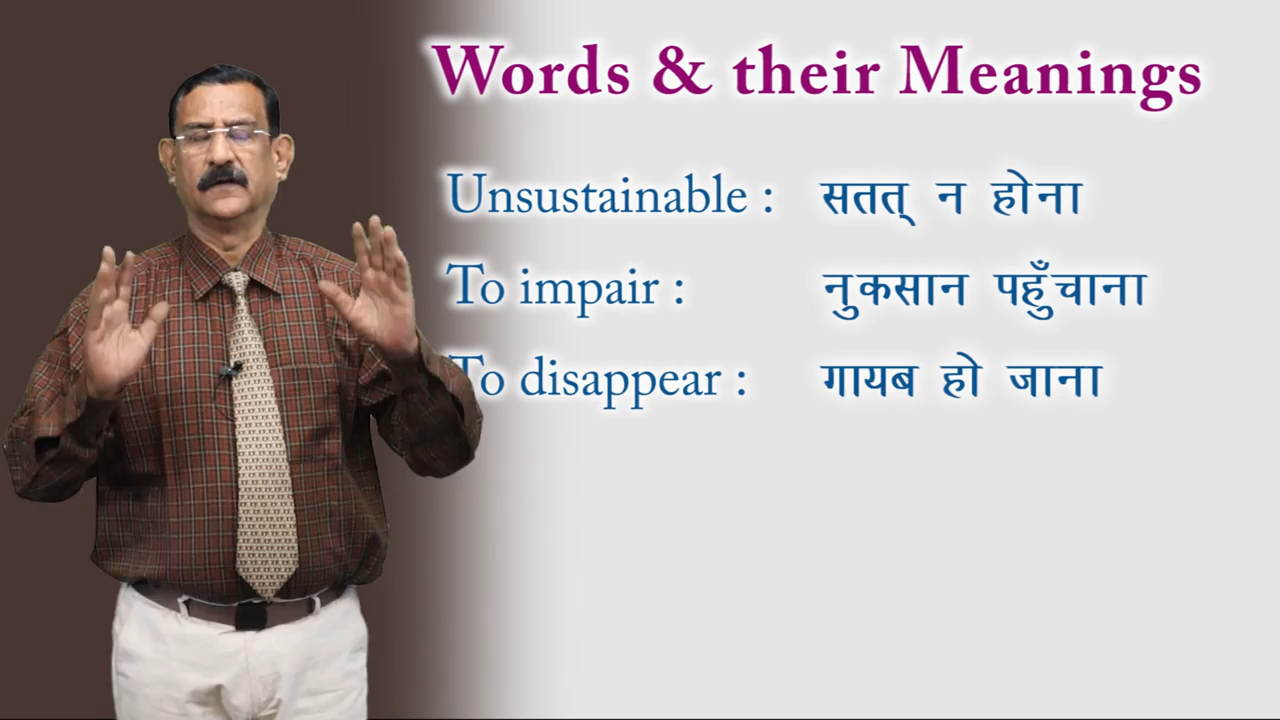 Words & their Meanings
Unsustainable : सतत् न होना
To impair : नुकसान पहुँचाना
To disappear : गायब हो जाना